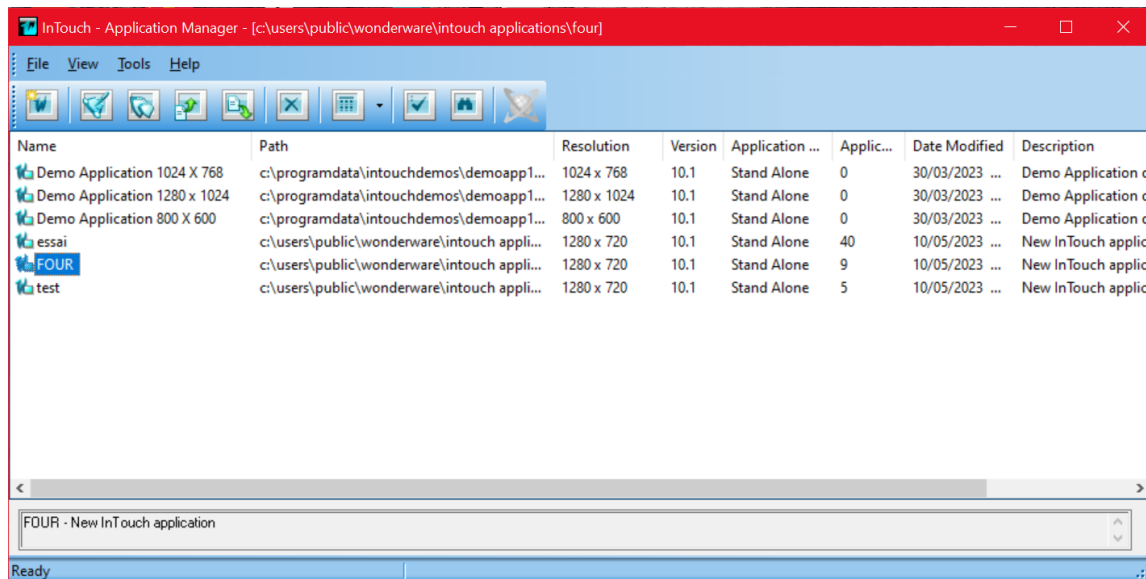 InTouch - Application Manager - [c:\users\public\wonderware\intouch applications\four]
File View Tools Help
Name Path Resolution Version Application ... Applic... Date Modified Description
Demo Application 1024 X 768 c:\programdata\intouchdemos\demoapp1... 1024 x 768 10.1 Stand Alone 0 30/03/2023 ... Demo Application c
Demo Application 1280 x 1024 c:\programdata\intouchdemos\demoapp1... 1280 x 1024 10.1 Stand Alone 0 30/03/2023 ... Demo Application c
Demo Application 800 X 600 c:\programdata\intouchdemos\demoapp1... 800 x 600 10.1 Stand Alone 0 30/03/2023 ... Demo Application c
essai c:\users\public\wonderware\intouch appli... 1280 x 720 10.1 Stand Alone 40 10/05/2023 ... New InTouch applic
FOUR c:\users\public\wonderware\intouch appli... 1280 x 720 10.1 Stand Alone 9 10/05/2023 ... New InTouch applic
test c:\users\public\wonderware\intouch appli... 1280 x 720 10.1 Stand Alone 5 10/05/2023 ... New InTouch applic
FOUR - New InTouch application
Ready